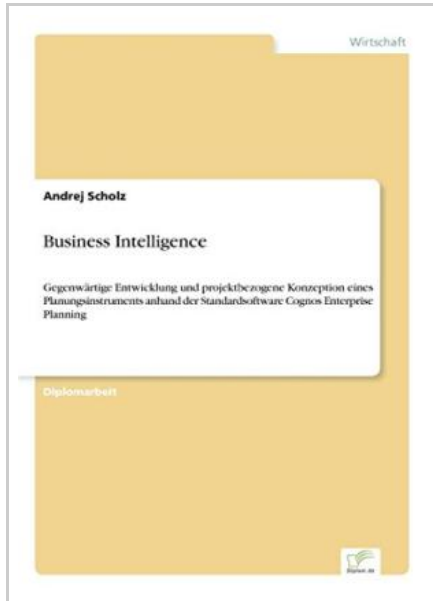 Wirtschaft
Andrej Scholz
Business Intelligence
Gegenwärtige Entwicklung und projektbezogene Konzeption eines
Planungsinstruments anhand der Standardsoftware Cognos Enterprise
Planning
Diplomarbeit